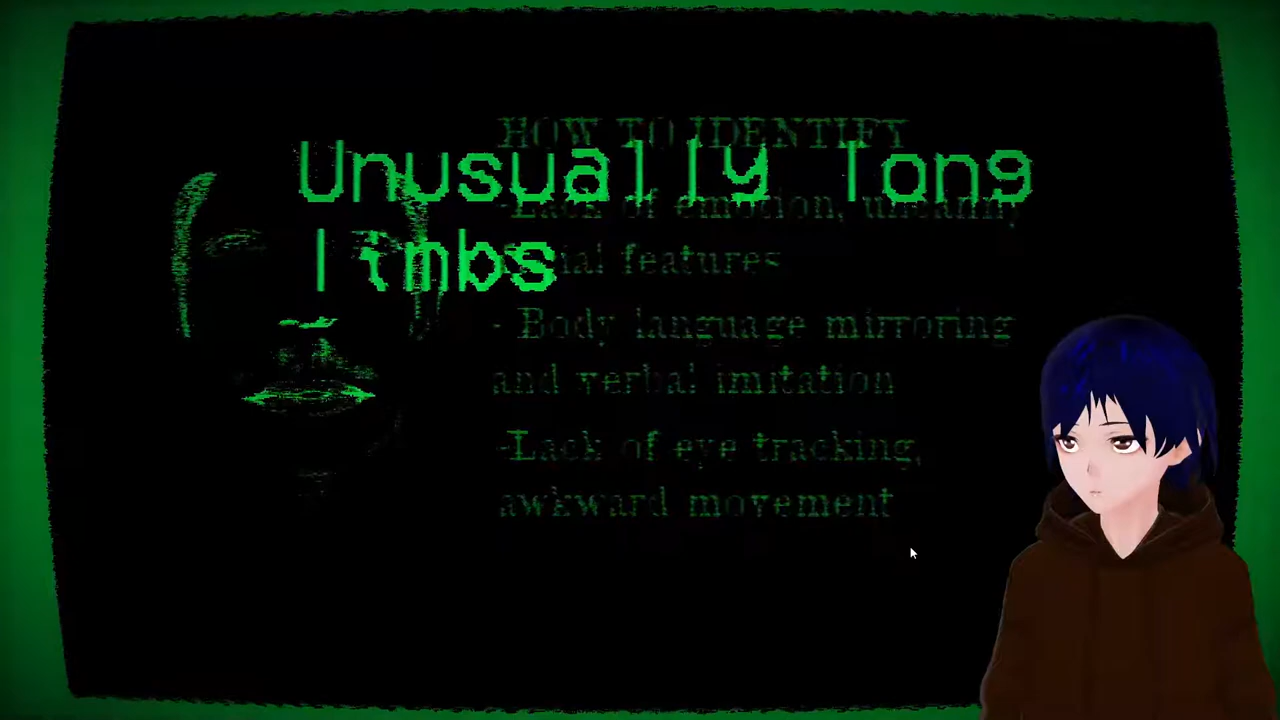 HOW TO IDENTIFY
Unusually long
limbs
-Lack of emotion, uncanny
facial features
- Body language mirroring
and verbal imitation
-Lack of eye tracking,
awkward movement